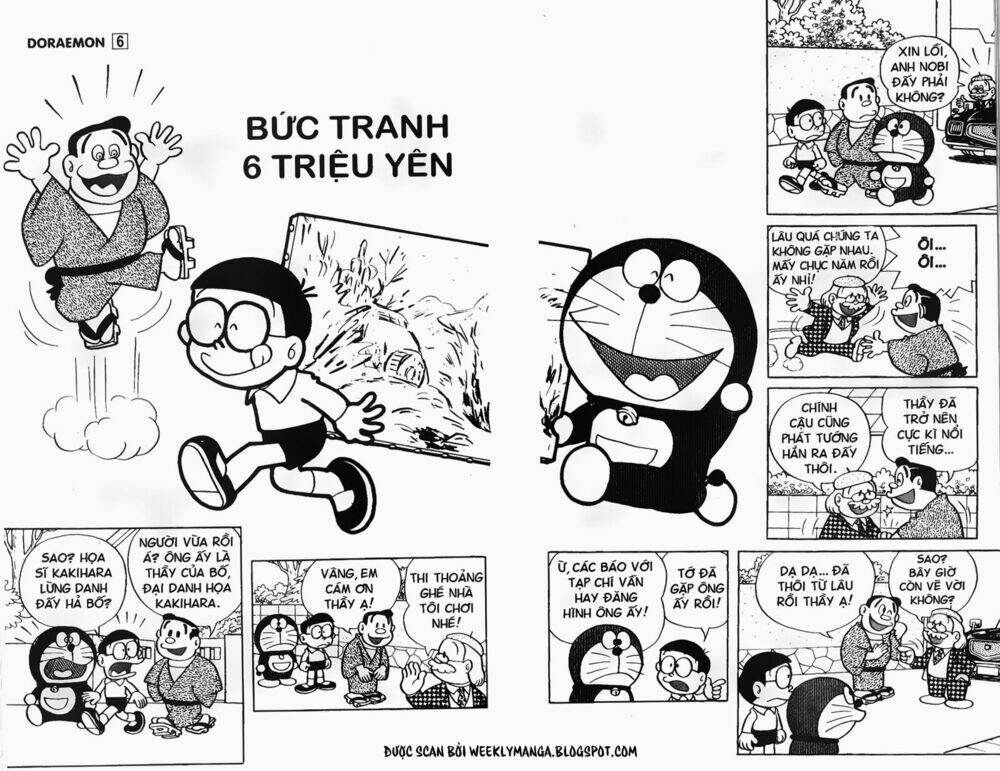 DORAEMON 6
BỨC TRANH
6 TRIỆU YÊN
XIN LỖI,
ANH NOBI
ĐẤY PHẢI
KHÔNG?
ÔI...
ÔI...
LÂU QUÁ CHÚNG TA
KHÔNG GẶP NHAU.
MẤY CHỤC NĂM RỒI
ẤY NHỈ!
THẦY ĐÃ
TRỞ NÊN
CỰC KÌ NỔI
TIẾNG...
CHÍNH
CẬU CŨNG
PHÁT TƯỚNG
HẲN RA ĐẤY
THÔI.
SAO?
BÂY GIỜ
CÒN VẼ VỜI
KHÔNG?
DẠ DẠ... ĐÃ
THÔI TỪ LÂU
RỒI THẦY Ạ!
TỚ ĐÃ
GẶP ÔNG
ẤY RỒI!
Ừ, CÁC BÁO VỚI
TẠP CHÍ VẪN
HAY ĐĂNG
HÌNH ÔNG ẤY!
THI THOẢNG
GHÉ NHÀ
TÔI CHƠI
NHÉ!
VÂNG, EM
CÁM ƠN
THẦY Ạ!
NGƯỜI VỪA RỒI
Á? ÔNG ẤY LÀ
THẦY CỦA BỐ,
ĐẠI DANH HỌA
KAKIHARA.
SAO? HỌA
SĨ KAKIHARA
LỪNG DANH
ĐẤY HẢ BỐ?
ĐƯỢC SCAN BỞI WEEKLYMANGA.BLOGSPOT.COM